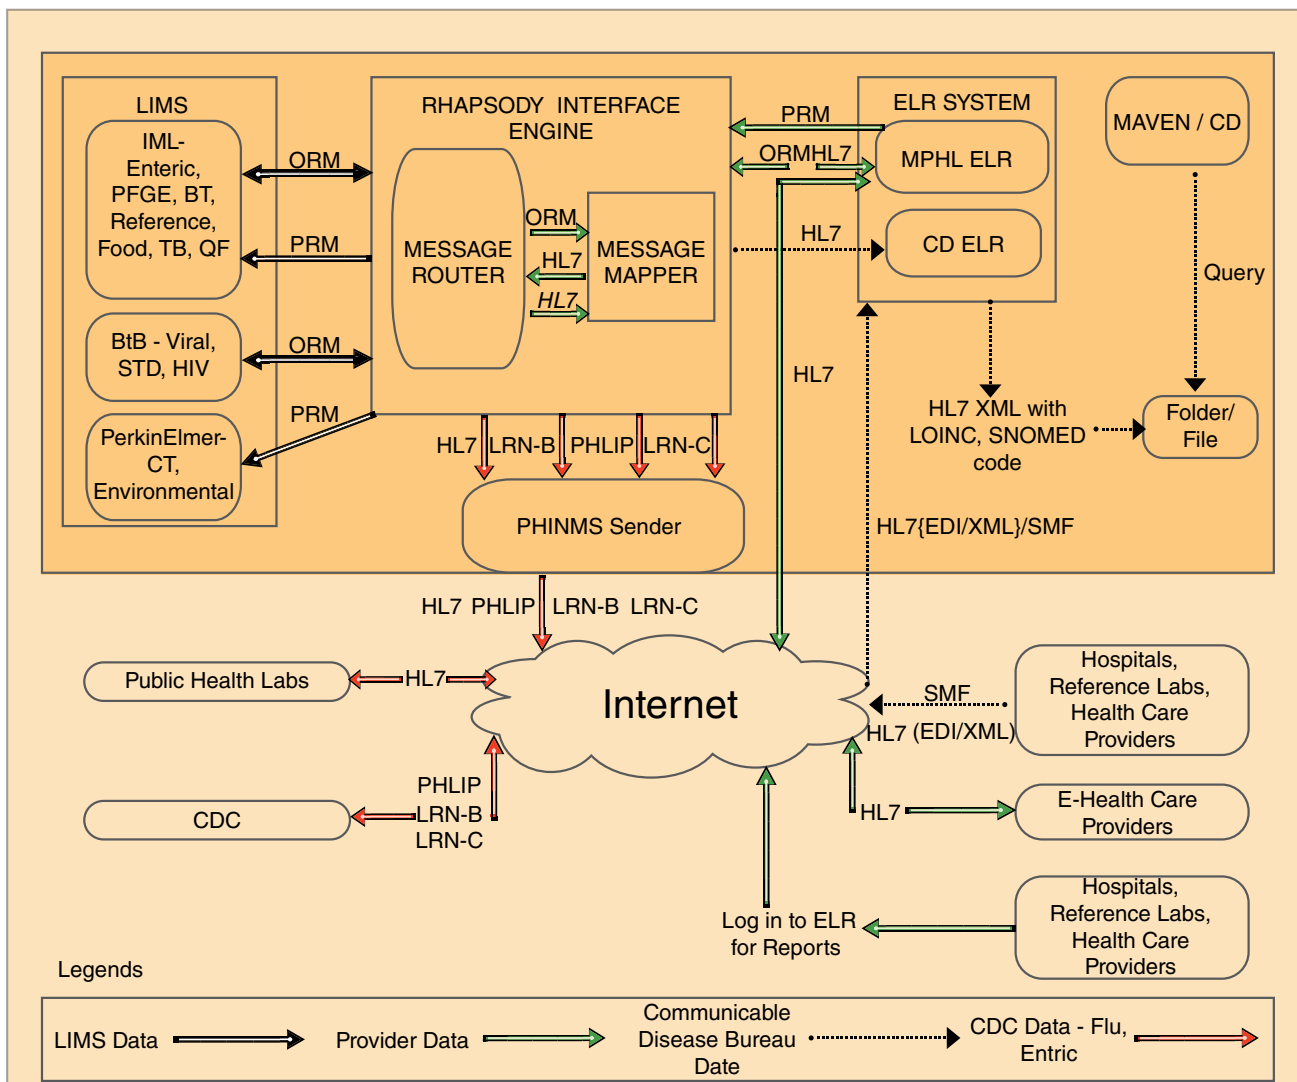 LIMS
IML-
Enteric,
PFGE, BT,
Reference,
Food, TB, QF
BtB - Viral,
STD, HIV
PerkinElmer-
CT,
Environmental
ORM
PRM
ORM
PRM
RHAPSODY INTERFACE
ENGINE
MESSAGE
ROUTER
ORM
HL7
HL7
MESSAGE
MAPPER
PRM
ORMHL7
HL7
HL7
ELR SYSTEM
MPHL ELR
CD ELR
MAVEN / CD
Query
HL7 XML with
LOINC, SNOMED
code
Folder/
File
HL7 LRN-B PHLIP LRN-C
PHINMS Sender
HL7{EDI/XML}/SMF
HL7 PHLIP LRN-B LRN-C
Internet
Public Health Labs
HL7
CDC
PHLIP
LRN-B
LRN-C
SMF
HL7 (EDI/XML)
Hospitals,
Reference Labs,
Health Care
Providers
HL7
E-Health Care
Providers
Log in to ELR
for Reports
Hospitals,
Reference Labs,
Health Care
Providers
Legends
LIMS Data
Provider Data
Communicable
Disease Bureau
Date
CDC Data - Flu,
Entric